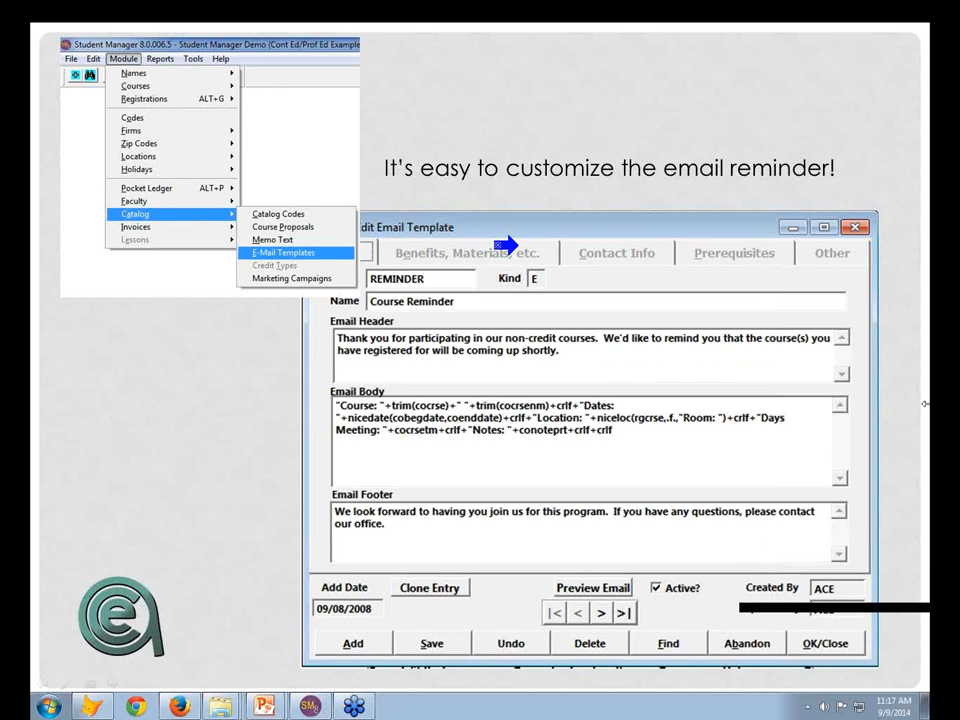 Student Manager 8.0.006.5 - Student Manager Demo (Cont Ed/Prof Ed Example
File Edit Module Reports Tools Help
Names
Courses
Registrations ALT+G
Codes
Firms
Zip Codes
Locations
Holidays
Pocket Ledger ALT+P
Faculty
Catalog
Invoices
Lessons
Catalog Codes
Course Proposals
Memo Text
E-Mail Templates
Credit Types
Marketing Campaigns
It's easy to customize the email reminder!
dit Email Template
Benefits, Materials, etc. Contact Info Prerequisites Other
REMINDER Kind E
Name Course Reminder
Email Header
Thank you for participating in our non-credit courses. We'd like to remind you that the course(s) you
have registered for will be coming up shortly.
Email Body
"Course: "+trim(cocrse)+" "+trim(cocrsenm)+crlf+"Dates:
"+nicedate(cobegdate,coenddate)+crlf+"Location: "+niceloc(rgcrse,.f.,"Room: ")+crlf+"Days
Meeting: "+cocrsetm+crlf+"Notes: "+conoteprt+crlf+crlf
Email Footer
We look forward to having you join us for this program. If you have any questions, please contact
our office.
Add Date Clone Entry Preview Email Active? Created By ACE
09/08/2008 |< < > >|
Add Save Undo Delete Find Abandon OK/Close
ea
SM
11:17 AM
9/9/2014